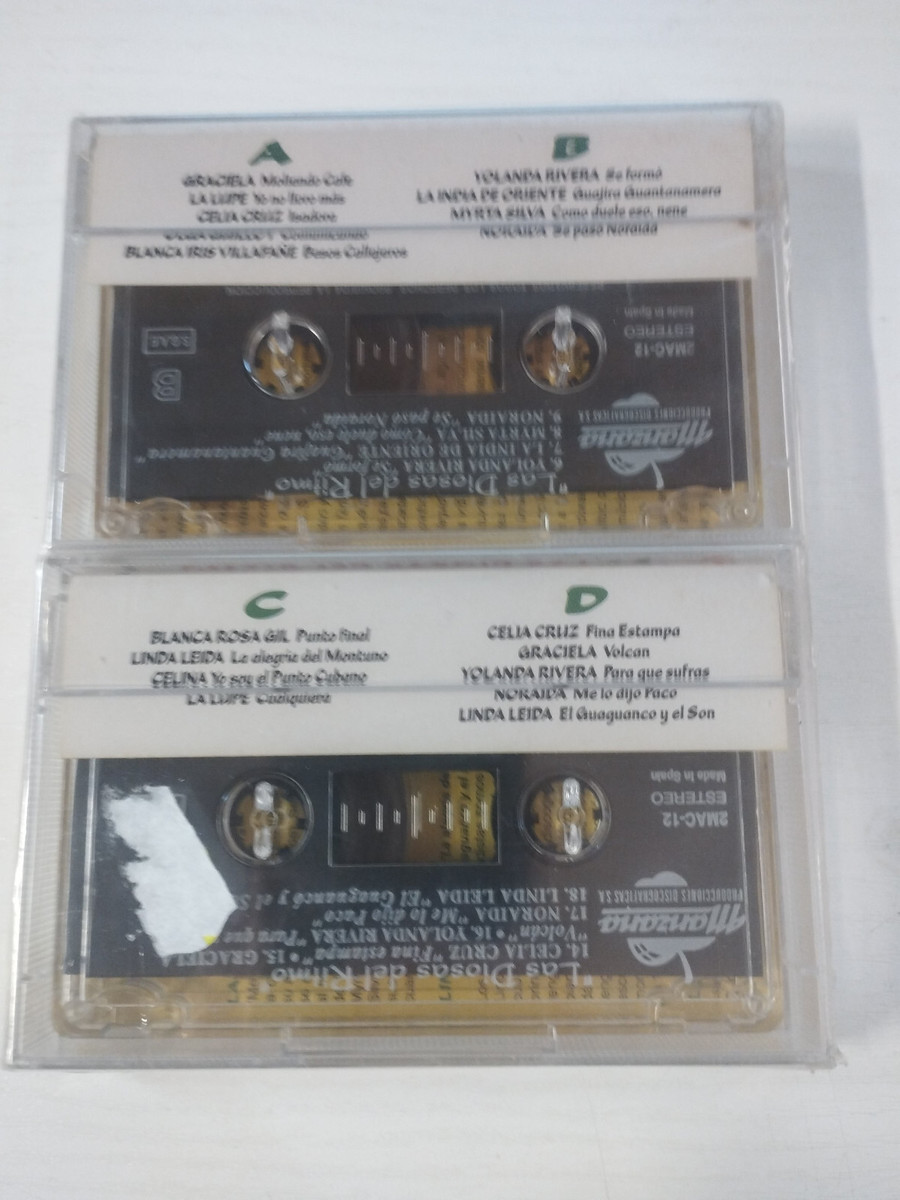 A
GRACIELA Moliendo Cafe
LA LUPE Yo no lloro más
CELIA CRUZ Isadora
Comunicando
BLANCA IRIS VILLAFAÑE Besos Callejeros
B
YOLANDA RIVERA Se formó
LA INDIA DE ORIENTE Guajira Guantanamera
MYRTA SILVA Como duele eso, nene
NORAIDA Se pasó Noraida
2MAC-12
ESTEREO
Made In Spain
SGAE
B
Manzana
PRODUCCIONES DISCOGRAFICAS S.A.
"Las Diosas del Ritmo"
6. YOLANDA RIVERA "Se formó"
7. LA INDIA DE ORIENTE "Guajira Guantanamera"
8. MYRTA SILVA "Como duele eso, nene"
9. NORAIDA "Se pasó Noraida"
C
BLANCA ROSA GIL Punto final
LINDA LEIDA La alegria del Montuno
CELINA Yo soy el Punto Cubano
LA LUPE Cualquiera
D
CELIA CRUZ Fina Estampa
GRACIELA Volcan
YOLANDA RIVERA Para que sufras
NORAIDA Me lo dijo Paco
LINDA LEIDA El Guaguanco y el Son
2MAC-12
ESTEREO
Made In Spain
Manzana
PRODUCCIONES DISCOGRAFICAS S.A.
"Las Diosas del Ritmo"
14. CELIA CRUZ "Fina estampa" • 15. GRACIELA
"Volcán" • 16. YOLANDA RIVERA "Para que
17. NORAIDA "Me lo dijo Paco"
18. LINDA LEIDA "El Guaguancó y el S